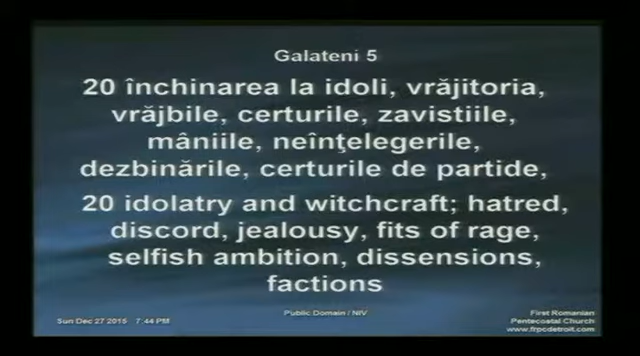 Galateni 5
20 închinarea la idoli, vrăjitoria,
vrăjbile, certurile, zavistiile,
mâniile, neînţelegerile,
dezbinările, certurile de partide,
20 idolatry and witchcraft; hatred,
discord, jealousy, fits of rage,
selfish ambition, dissensions,
factions
Public Domain / NIV
Sun Dec 27 2015 7:44 PM
First Romanian
Pentecostal Church
www.frpcdetroit.com